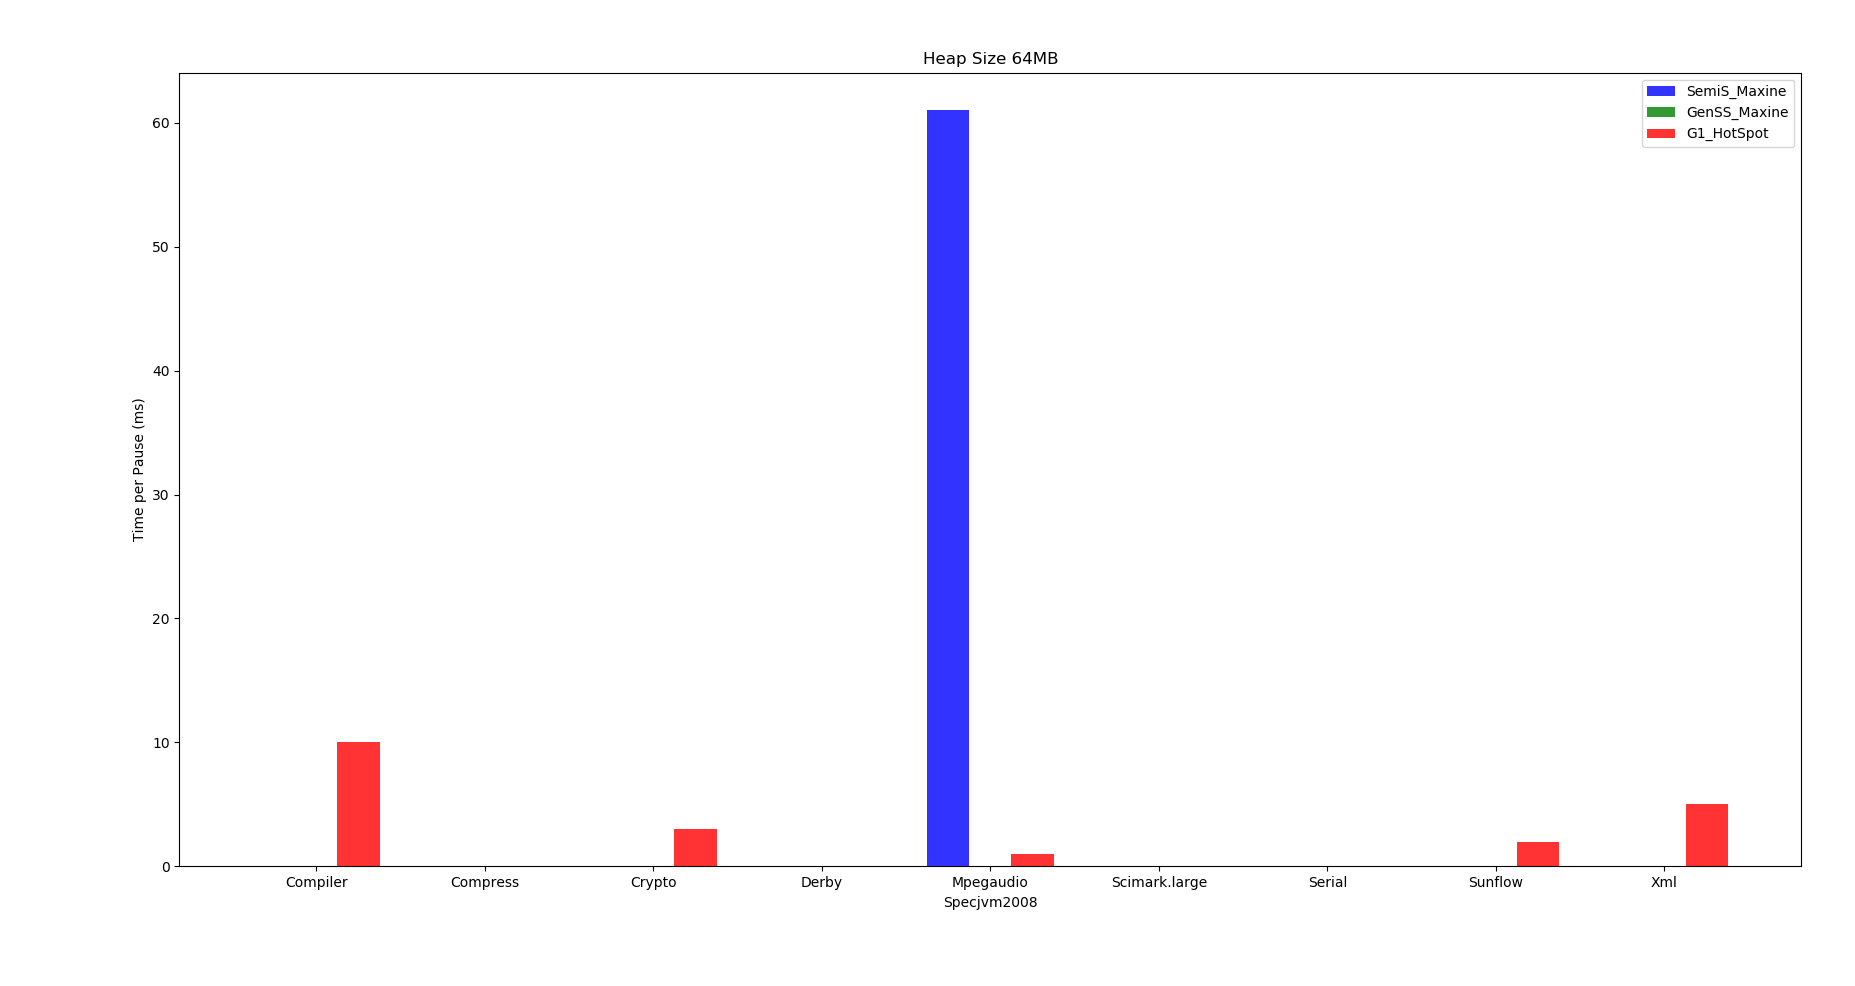 Heap Size 64MB
SemiS_Maxine
GenSS_Maxine
G1_HotSpot
60
50
40
30
20
10
0
Time per Pause (ms)
Compiler Compress Crypto Derby Mpegaudio Scimark.large Serial Sunflow Xml
Specjvm2008